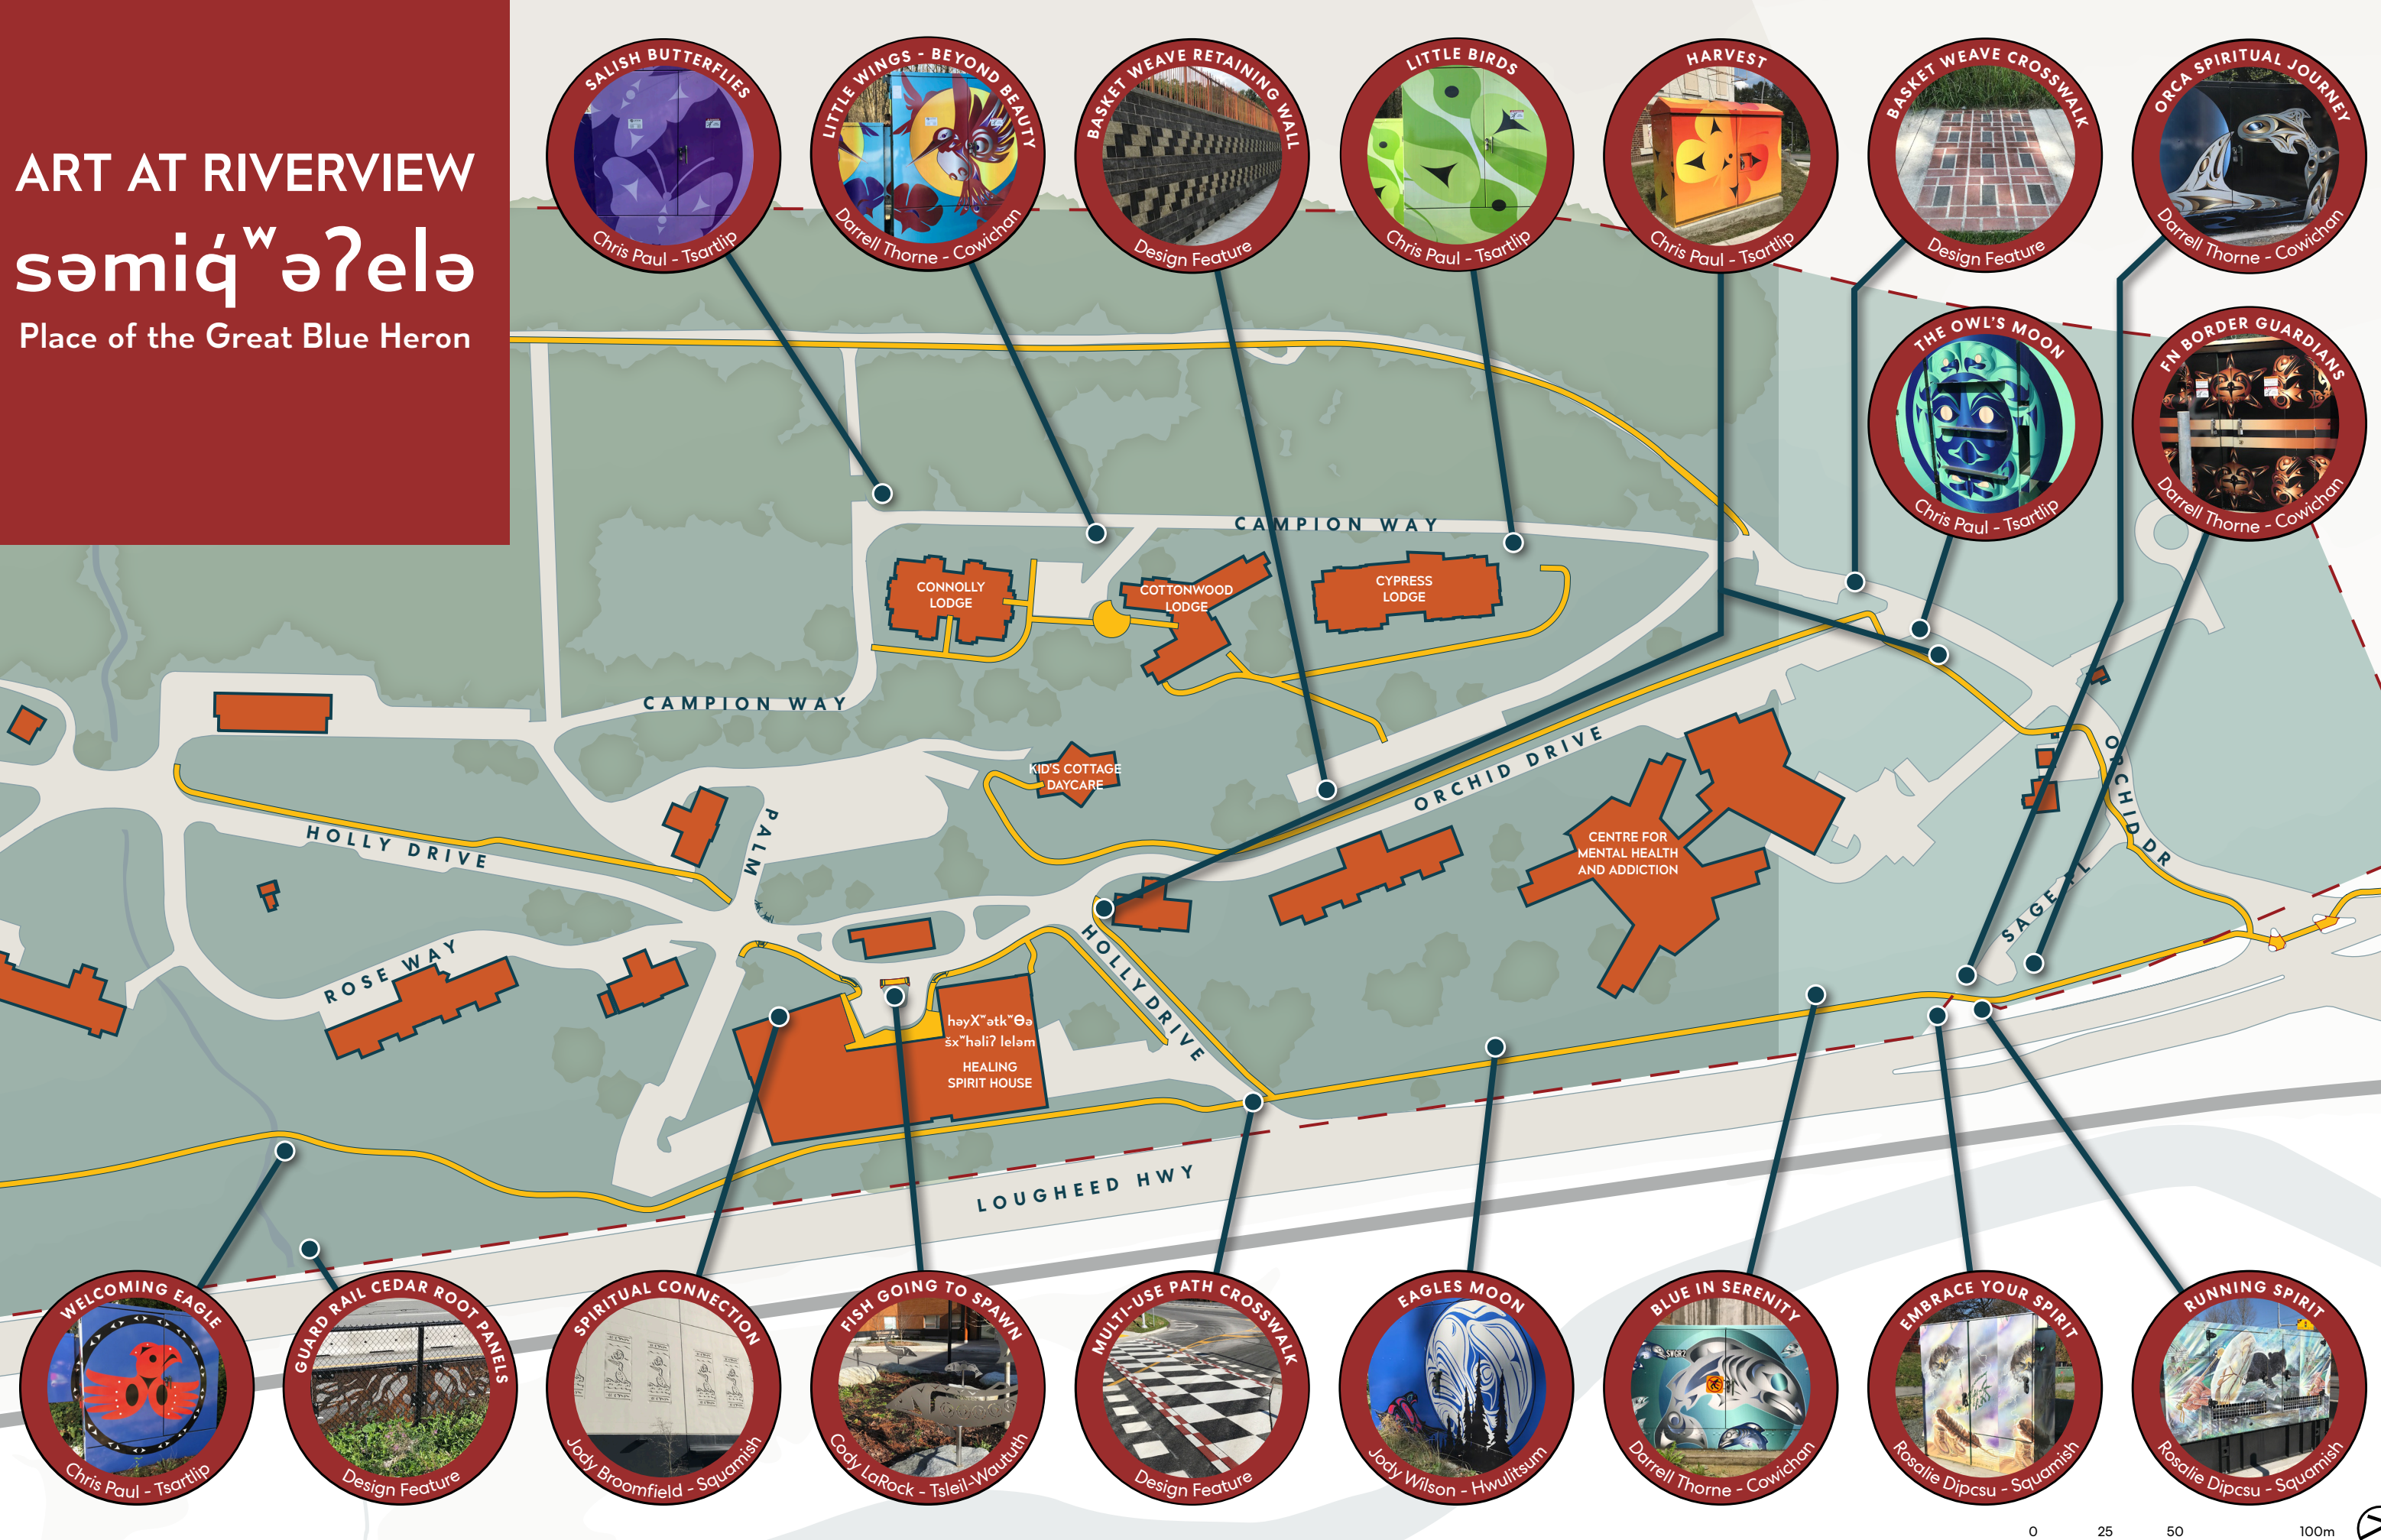 ART AT RIVERVIEW
səmiq̓ʷəʔelə
Place of the Great Blue Heron
SALISH BUTTERFLIES
Chris Paul - Tsartlip
LITTLE WINGS - BEYOND BEAUTY
Darrell Thorne - Cowichan
BASKET WEAVE RETAINING WALL
Design Feature
LITTLE BIRDS
Chris Paul - Tsartlip
HARVEST
Chris Paul - Tsartlip
BASKET WEAVE CROSSWALK
Design Feature
ORCA SPIRITUAL JOURNEY
Darrell Thorne - Cowichan
THE OWL'S MOON
Chris Paul - Tsartlip
FN BORDER GUARDIANS
Darrell Thorne - Cowichan
CAMPION WAY
CONNOLLY
LODGE
COTTONWOOD
LODGE
CYPRESS
LODGE
CAMPION WAY
KID'S COTTAGE
DAYCARE
ORCHID DRIVE
ORCHID DR
HOLLY DRIVE
PALM
CENTRE FOR
MENTAL HEALTH
AND ADDICTION
ROSE WAY
HOLLY DRIVE
həyXʷətkʷӨə
šxʷhəliʔ leləm
HEALING
SPIRIT HOUSE
LOUGHEED HWY
WELCOMING EAGLE
Chris Paul - Tsartlip
GUARD RAIL CEDAR ROOT PANELS
Design Feature
SPIRITUAL CONNECTION
Jody Broomfield - Squamish
FISH GOING TO SPAWN
Cody LaRock - Tsleil-Waututh
MULTI-USE PATH CROSSWALK
Design Feature
EAGLES MOON
Jody Wilson - Hwulitsum
BLUE IN SERENITY
Darrell Thorne - Cowichan
EMBRACE YOUR SPIRIT
Rosalie Dipcsu - Squamish
RUNNING SPIRIT
Rosalie Dipcsu - Squamish
0 25 50 100m